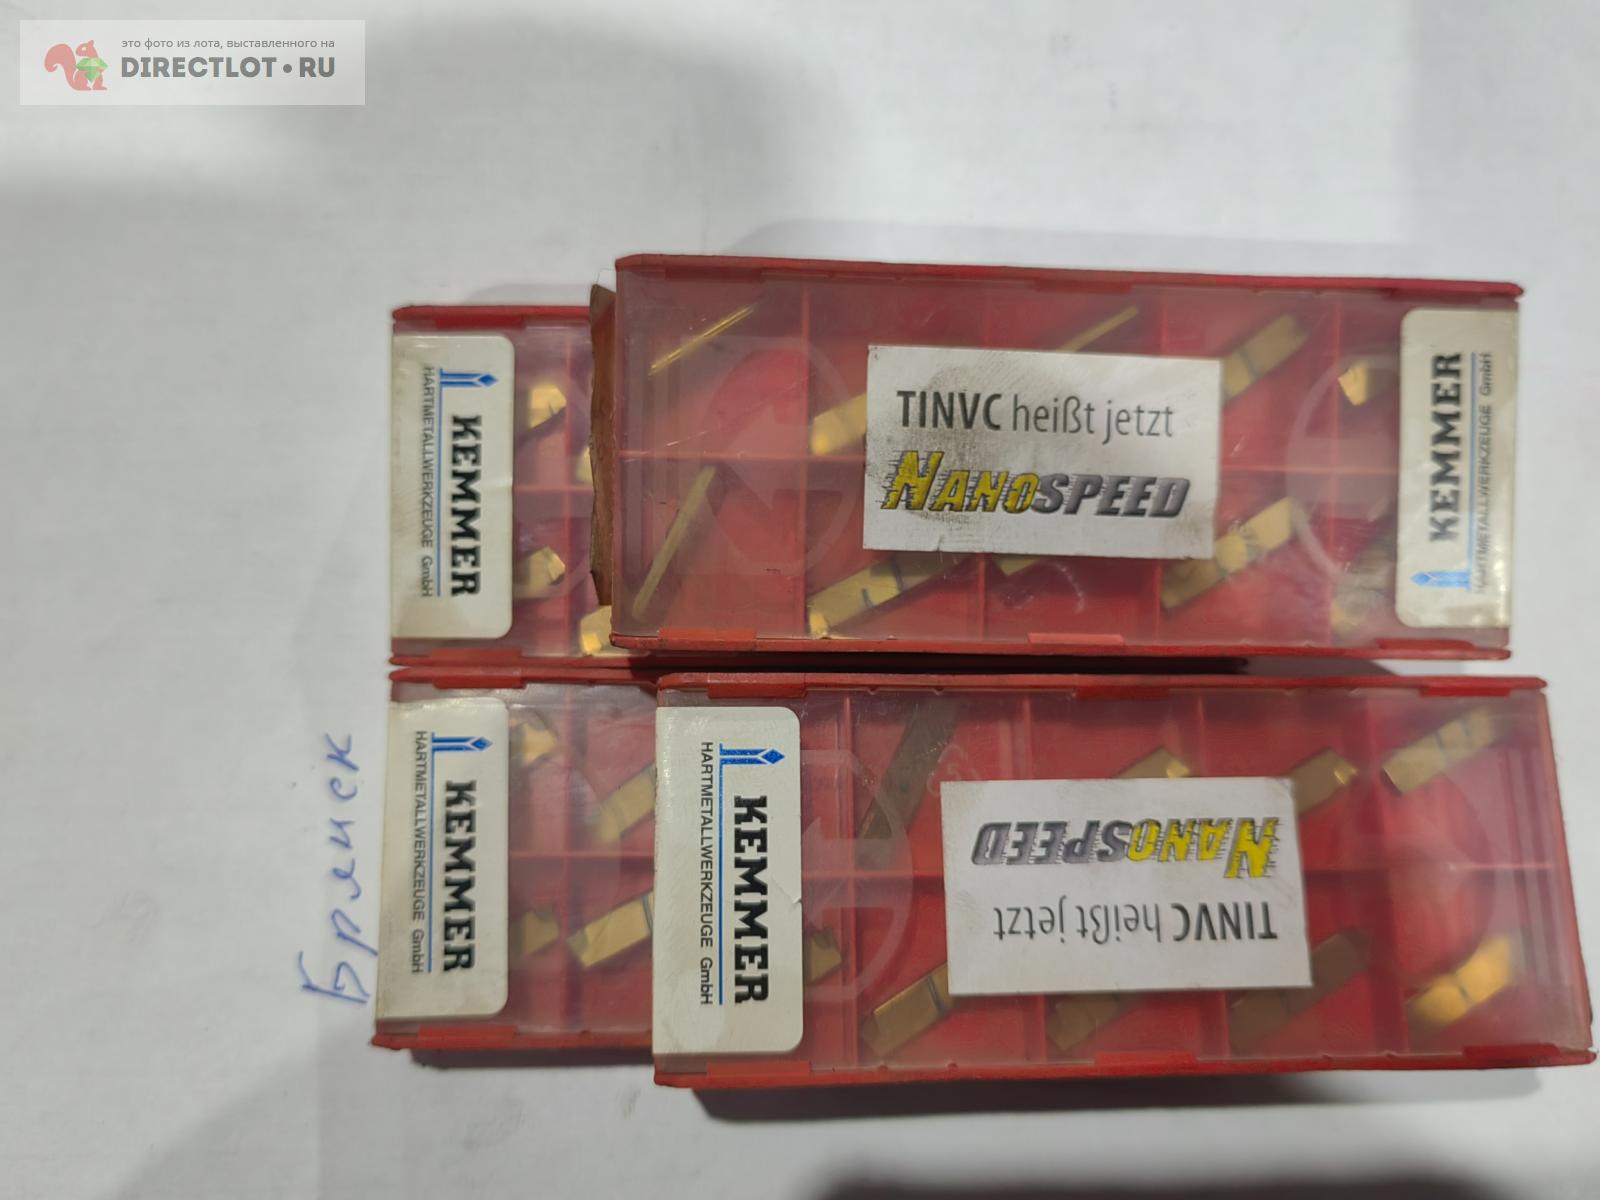 это фото из лота, выставленного на
DIRECTLOT•RU
KEMMER
HARTMETALLWERKZEUGE GmbH
TINVC heißt jetzt
NANOSPEED
KEMMER
HARTMETALLWERKZEUGE GmbH
KEMMER
HARTMETALLWERKZEUGE GmbH
KEMMER
HARTMETALLWERKZEUGE GmbH
TINVC heißt jetzt
NANOSPEED